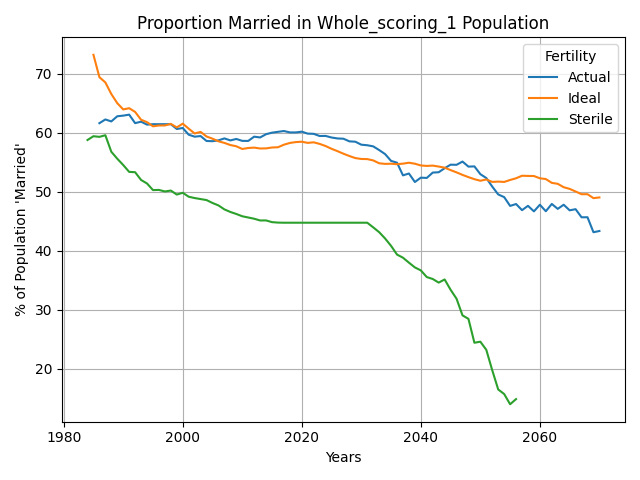 Proportion Married in Whole_scoring_1 Population
Fertility
Actual
Ideal
Sterile
% of Population 'Married'
70
60
50
40
30
20
1980
2000
2020
2040
2060
Years